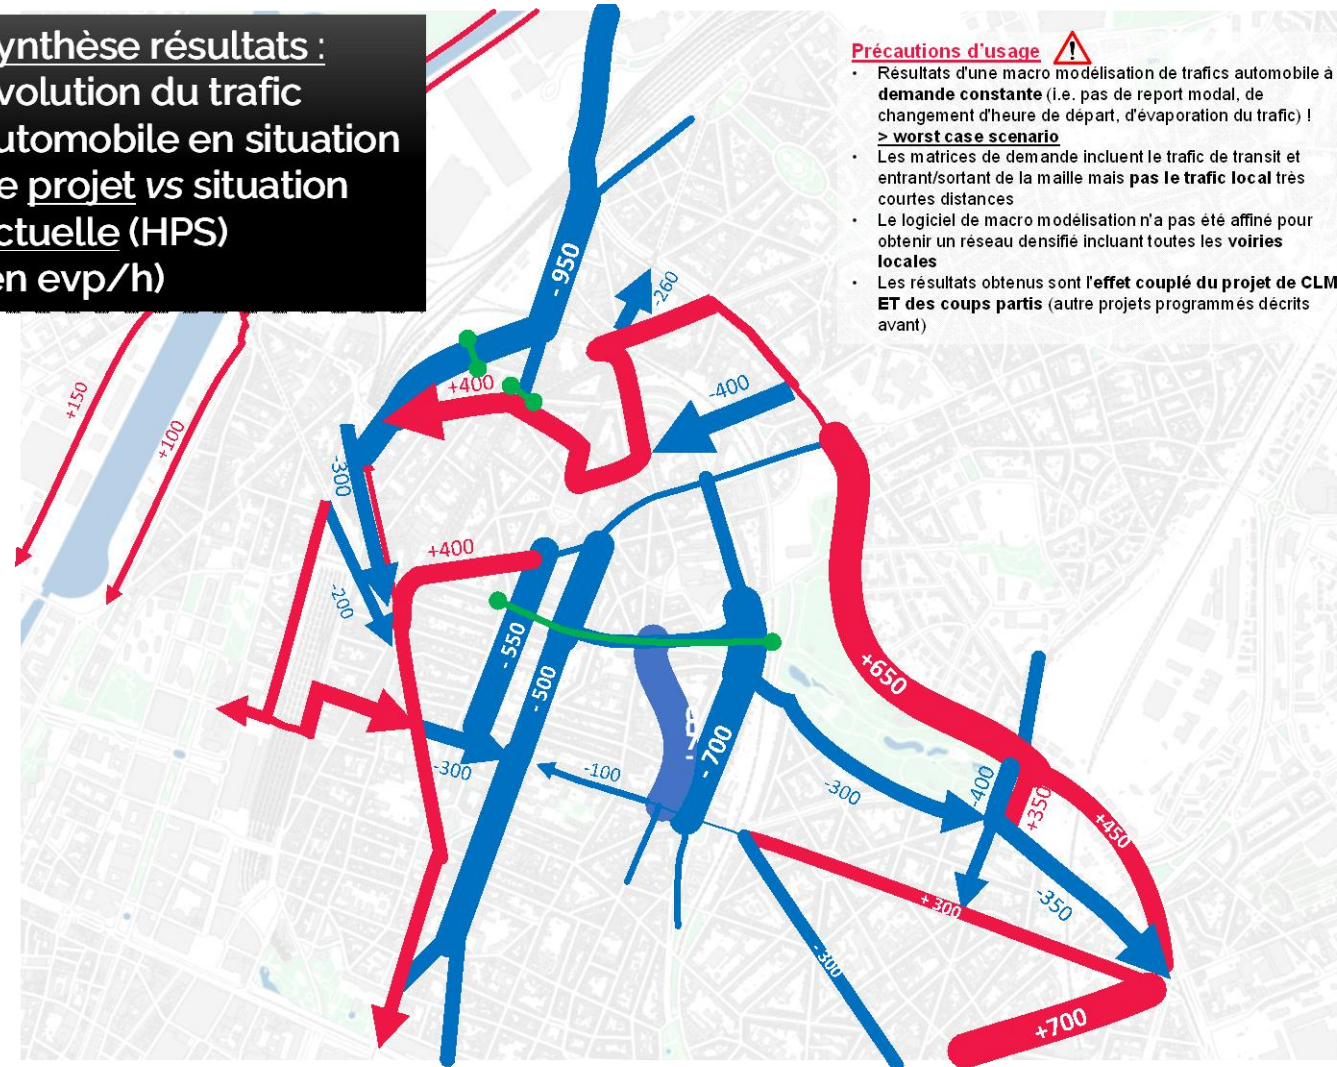 ynthèse résultats :
volution du trafic
utomobile en situation
e projet vs situation
ctuelle (HPS)
en evp/h)
Précautions d'usage
• Résultats d'une macro modélisation de trafics automobile à
demande constante (i.e. pas de report modal, de
changement d'heure de départ, d'évaporation du trafic) !
> worst case scenario
• Les matrices de demande incluent le trafic de transit et
entrant/sortant de la maille mais pas le trafic local très
courtes distances
• Le logiciel de macro modélisation n'a pas été affiné pour
obtenir un réseau densifié incluant toutes les voiries
locales
• Les résultats obtenus sont l'effet couplé du projet de CLM
ET des coups partis (autre projets programmés décrits
avant)
- 950
-260
+400
-400
+150
+100
-300
+400
-200
- 550
- 500
+650
- 700
-300
-100
-300
-400
+350
+450
-350
+ 300
- 300
+700